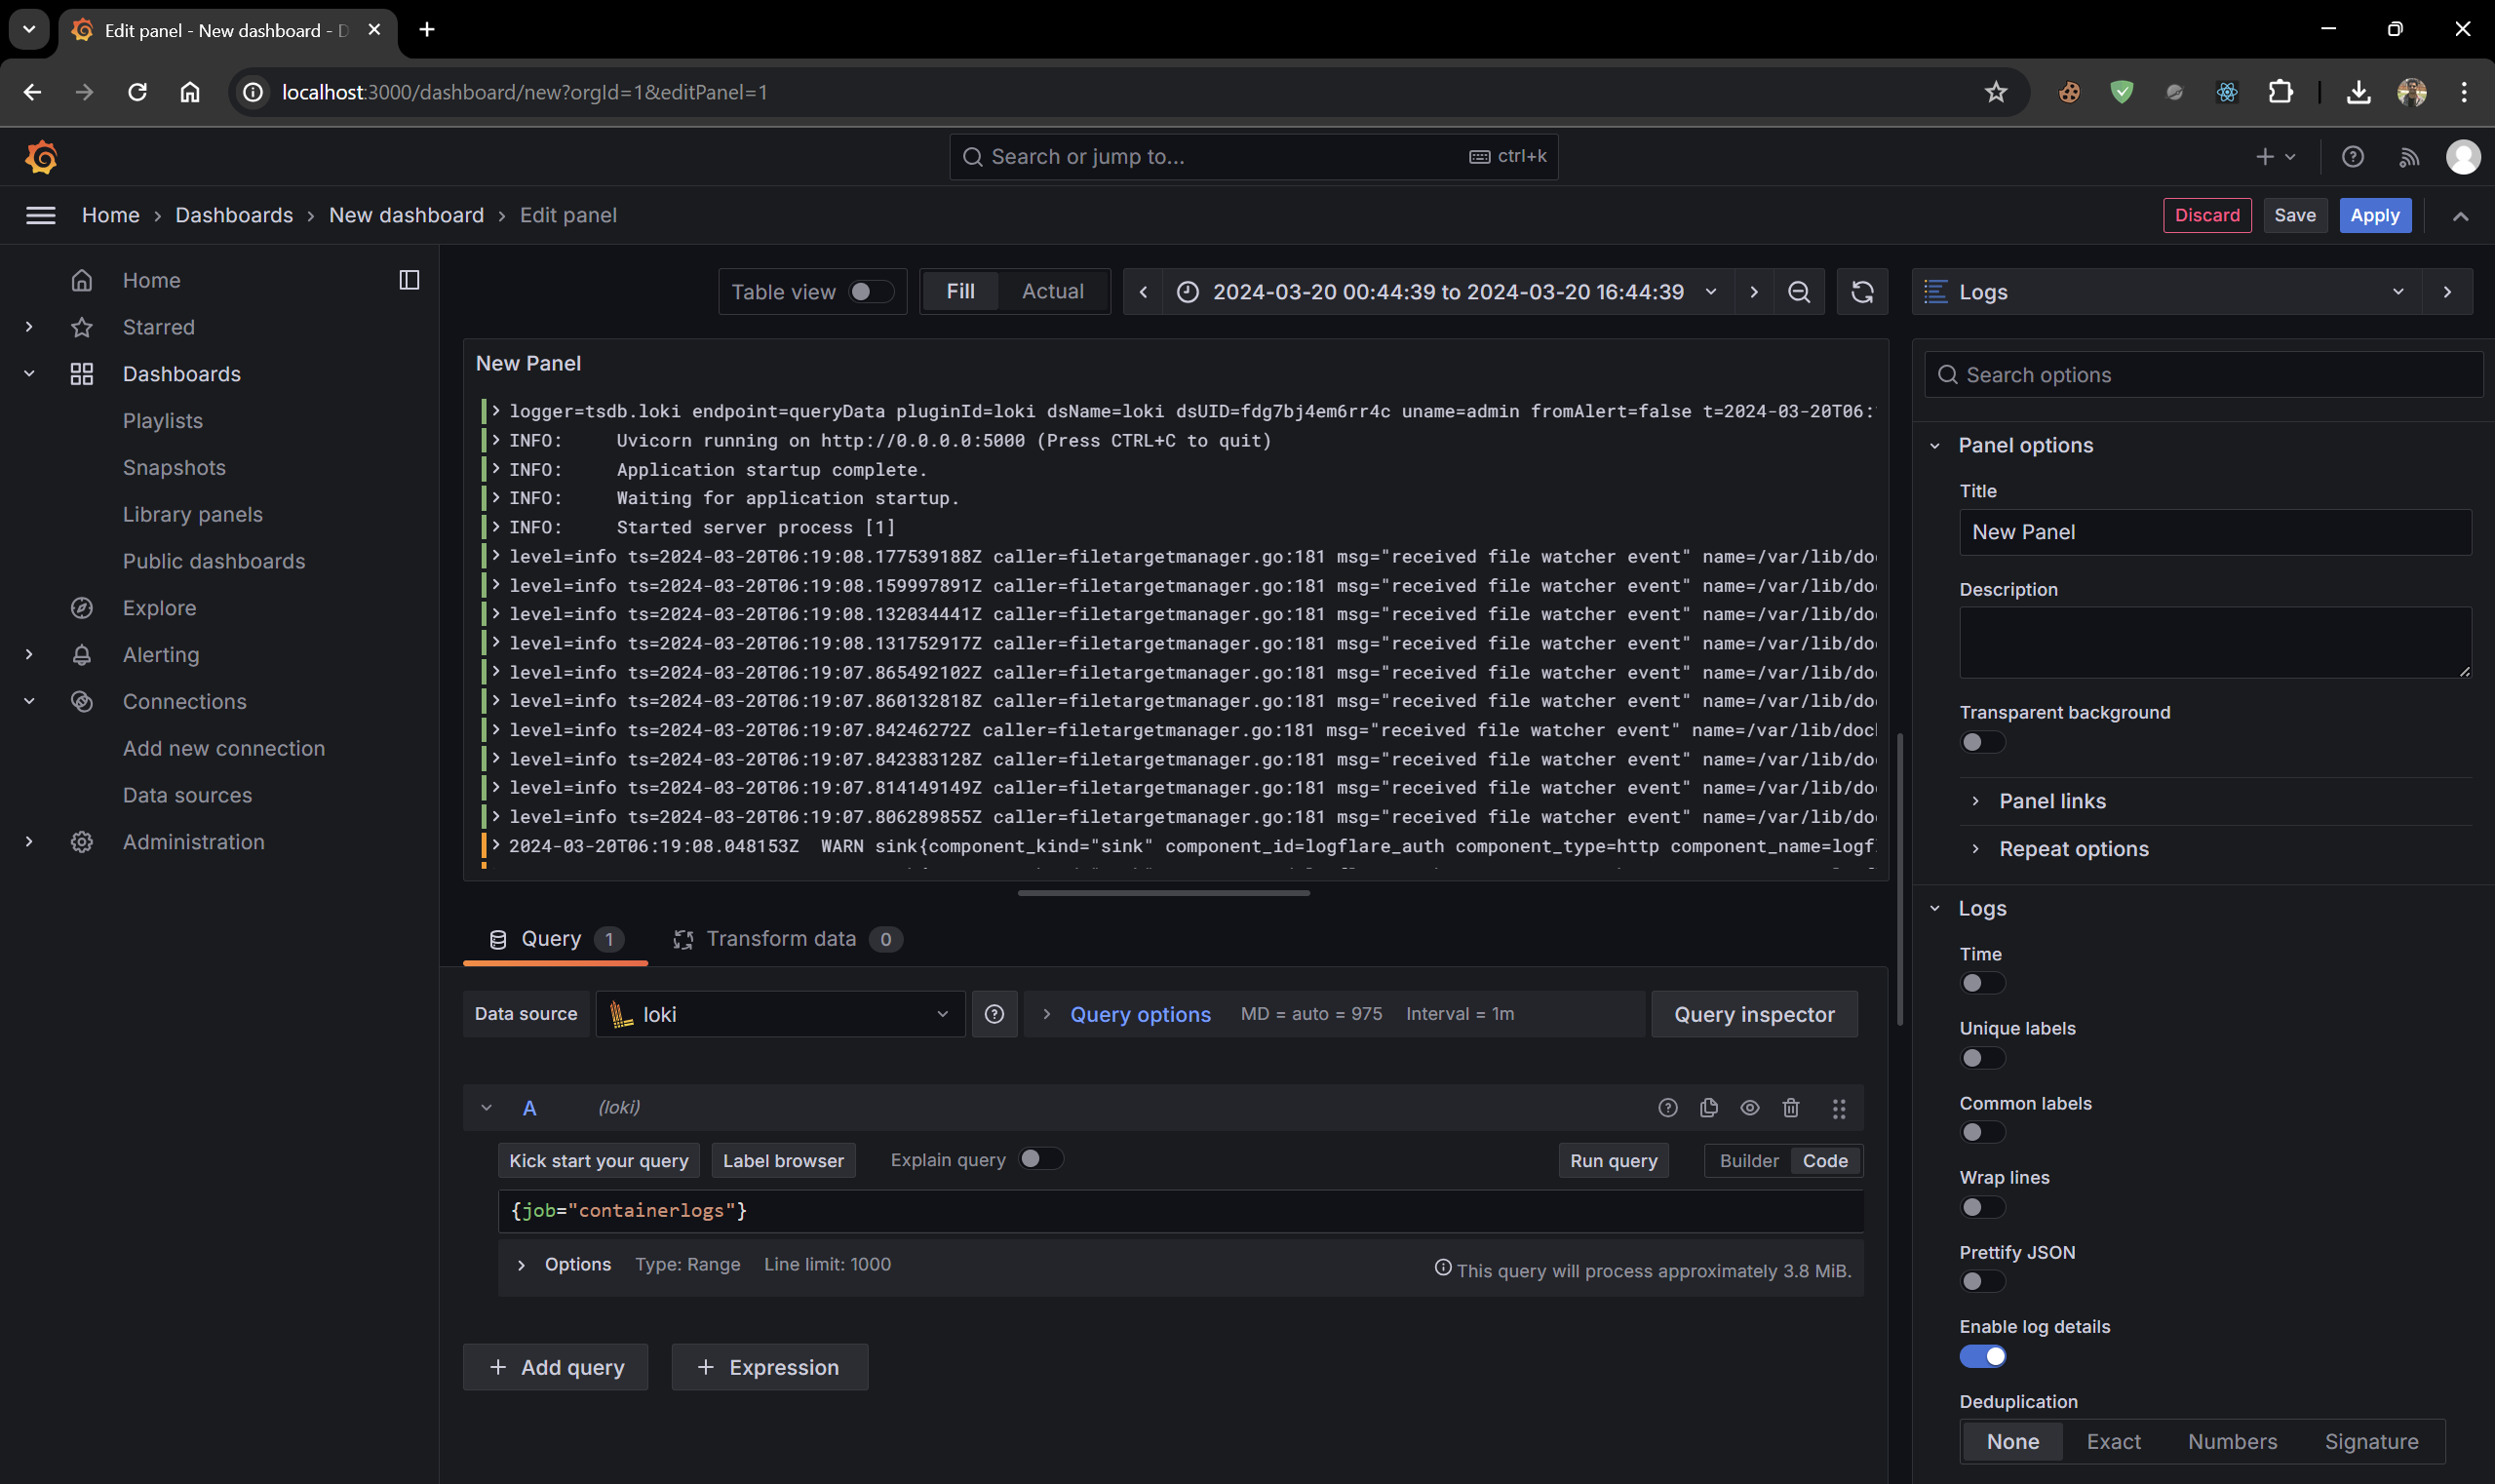 Edit panel - New dashboard - D
localhost:3000/dashboard/new?orgId=1&editPanel=1
Search or jump to...
ctrl+k
Home › Dashboards › New dashboard › Edit panel
Discard
Save
Apply
Home
Starred
Dashboards
Playlists
Snapshots
Library panels
Public dashboards
Explore
Alerting
Connections
Add new connection
Data sources
Administration
Table view
Fill
Actual
2024-03-20 00:44:39 to 2024-03-20 16:44:39
New Panel
logger=tsdb.loki endpoint=queryData pluginId=loki dsName=loki dsUID=fdg7bj4em6rr4c uname=admin fromAlert=false t=2024-03-20T06:
INFO:     Uvicorn running on http://0.0.0.0:5000 (Press CTRL+C to quit)
INFO:     Application startup complete.
INFO:     Waiting for application startup.
INFO:     Started server process [1]
level=info ts=2024-03-20T06:19:08.177539188Z caller=filetargetmanager.go:181 msg="received file watcher event" name=/var/lib/do
level=info ts=2024-03-20T06:19:08.159997891Z caller=filetargetmanager.go:181 msg="received file watcher event" name=/var/lib/do
level=info ts=2024-03-20T06:19:08.132034441Z caller=filetargetmanager.go:181 msg="received file watcher event" name=/var/lib/do
level=info ts=2024-03-20T06:19:08.131752917Z caller=filetargetmanager.go:181 msg="received file watcher event" name=/var/lib/do
level=info ts=2024-03-20T06:19:07.865492102Z caller=filetargetmanager.go:181 msg="received file watcher event" name=/var/lib/do
level=info ts=2024-03-20T06:19:07.860132818Z caller=filetargetmanager.go:181 msg="received file watcher event" name=/var/lib/do
level=info ts=2024-03-20T06:19:07.84246272Z caller=filetargetmanager.go:181 msg="received file watcher event" name=/var/lib/doc
level=info ts=2024-03-20T06:19:07.842383128Z caller=filetargetmanager.go:181 msg="received file watcher event" name=/var/lib/do
level=info ts=2024-03-20T06:19:07.814149149Z caller=filetargetmanager.go:181 msg="received file watcher event" name=/var/lib/do
level=info ts=2024-03-20T06:19:07.806289855Z caller=filetargetmanager.go:181 msg="received file watcher event" name=/var/lib/do
2024-03-20T06:19:08.048153Z  WARN sink{component_kind="sink" component_id=logflare_auth component_type=http component_name=logf
Query 1
Transform data 0
Data source
loki
Query options
MD = auto = 975
Interval = 1m
Query inspector
A
(loki)
Kick start your query
Label browser
Explain query
Run query
Builder
Code
{job="containerlogs"}
Options
Type: Range
Line limit: 1000
This query will process approximately 3.8 MiB.
+ Add query
+ Expression
Logs
Search options
Panel options
Title
New Panel
Description
Transparent background
Panel links
Repeat options
Logs
Time
Unique labels
Common labels
Wrap lines
Prettify JSON
Enable log details
Deduplication
None
Exact
Numbers
Signature